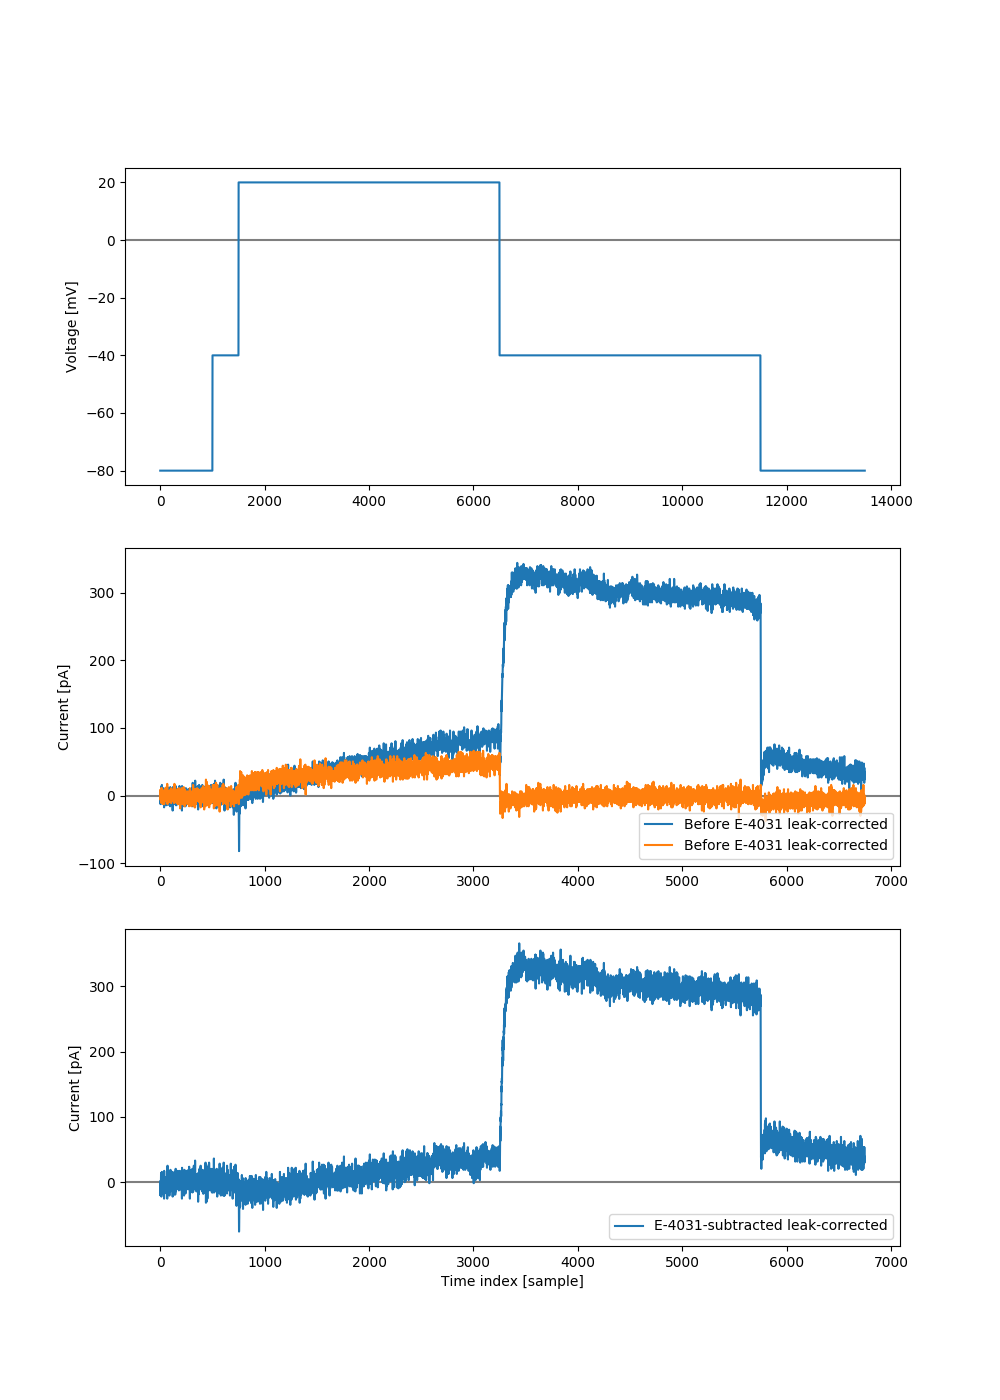 20
0
−20
−40
−60
−80
Voltage [mV]
0 2000 4000 6000 8000 10000 12000 14000
300
200
100
0
−100
Current [pA]
Before E-4031 leak-corrected
Before E-4031 leak-corrected
0 1000 2000 3000 4000 5000 6000 7000
300
200
100
0
Current [pA]
E-4031-subtracted leak-corrected
0 1000 2000 3000 4000 5000 6000 7000
Time index [sample]